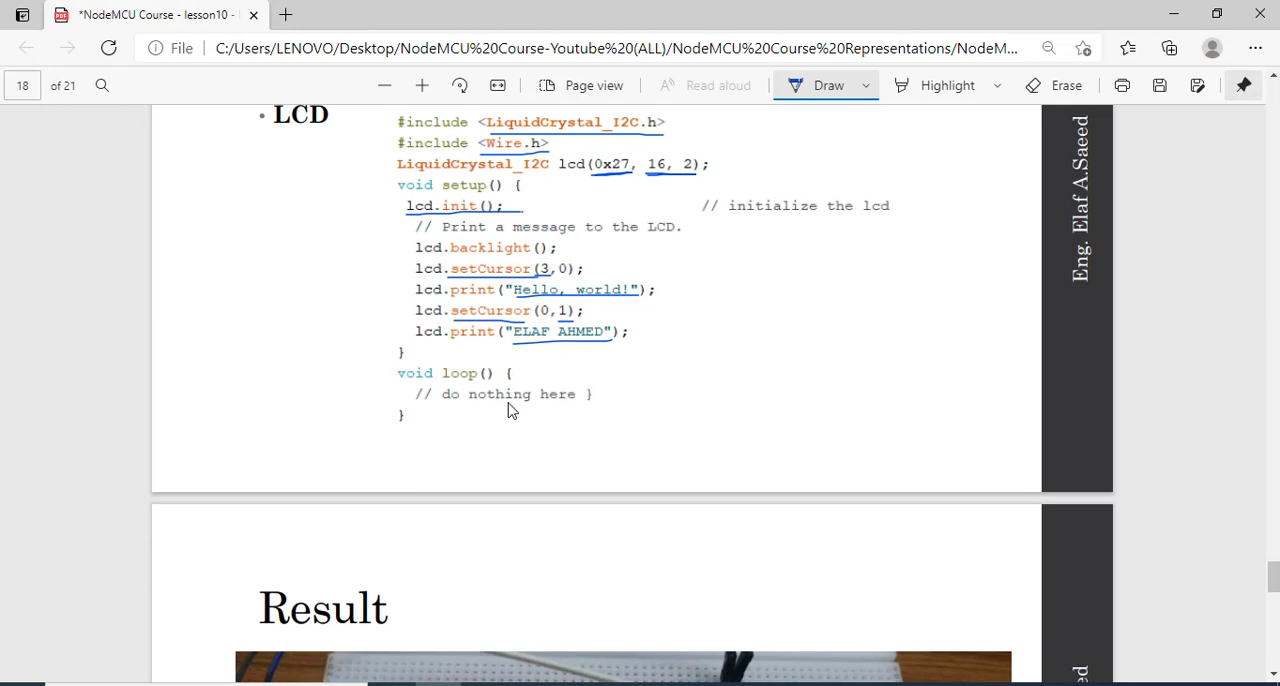 *NodeMCU Course - lesson10 -
File
C:/Users/LENOVO/Desktop/NodeMCU%20Course-Youtube%20(ALL)/NodeMCU%20Course%20Representations/NodeM...
18 of 21
Page view
Read aloud
Draw
Highlight
Erase
• LCD
#include <LiquidCrystal_I2C.h>
#include <Wire.h>
LiquidCrystal_I2C lcd(0x27, 16, 2);
void setup() {
lcd.init(); // initialize the lcd
// Print a message to the LCD.
lcd.backlight();
lcd.setCursor(3,0);
lcd.print("Hello, world!");
lcd.setCursor(0,1);
lcd.print("ELAF AHMED");
}
void loop() {
// do nothing here }
}
Eng. Elaf A.Saeed
Result
ed